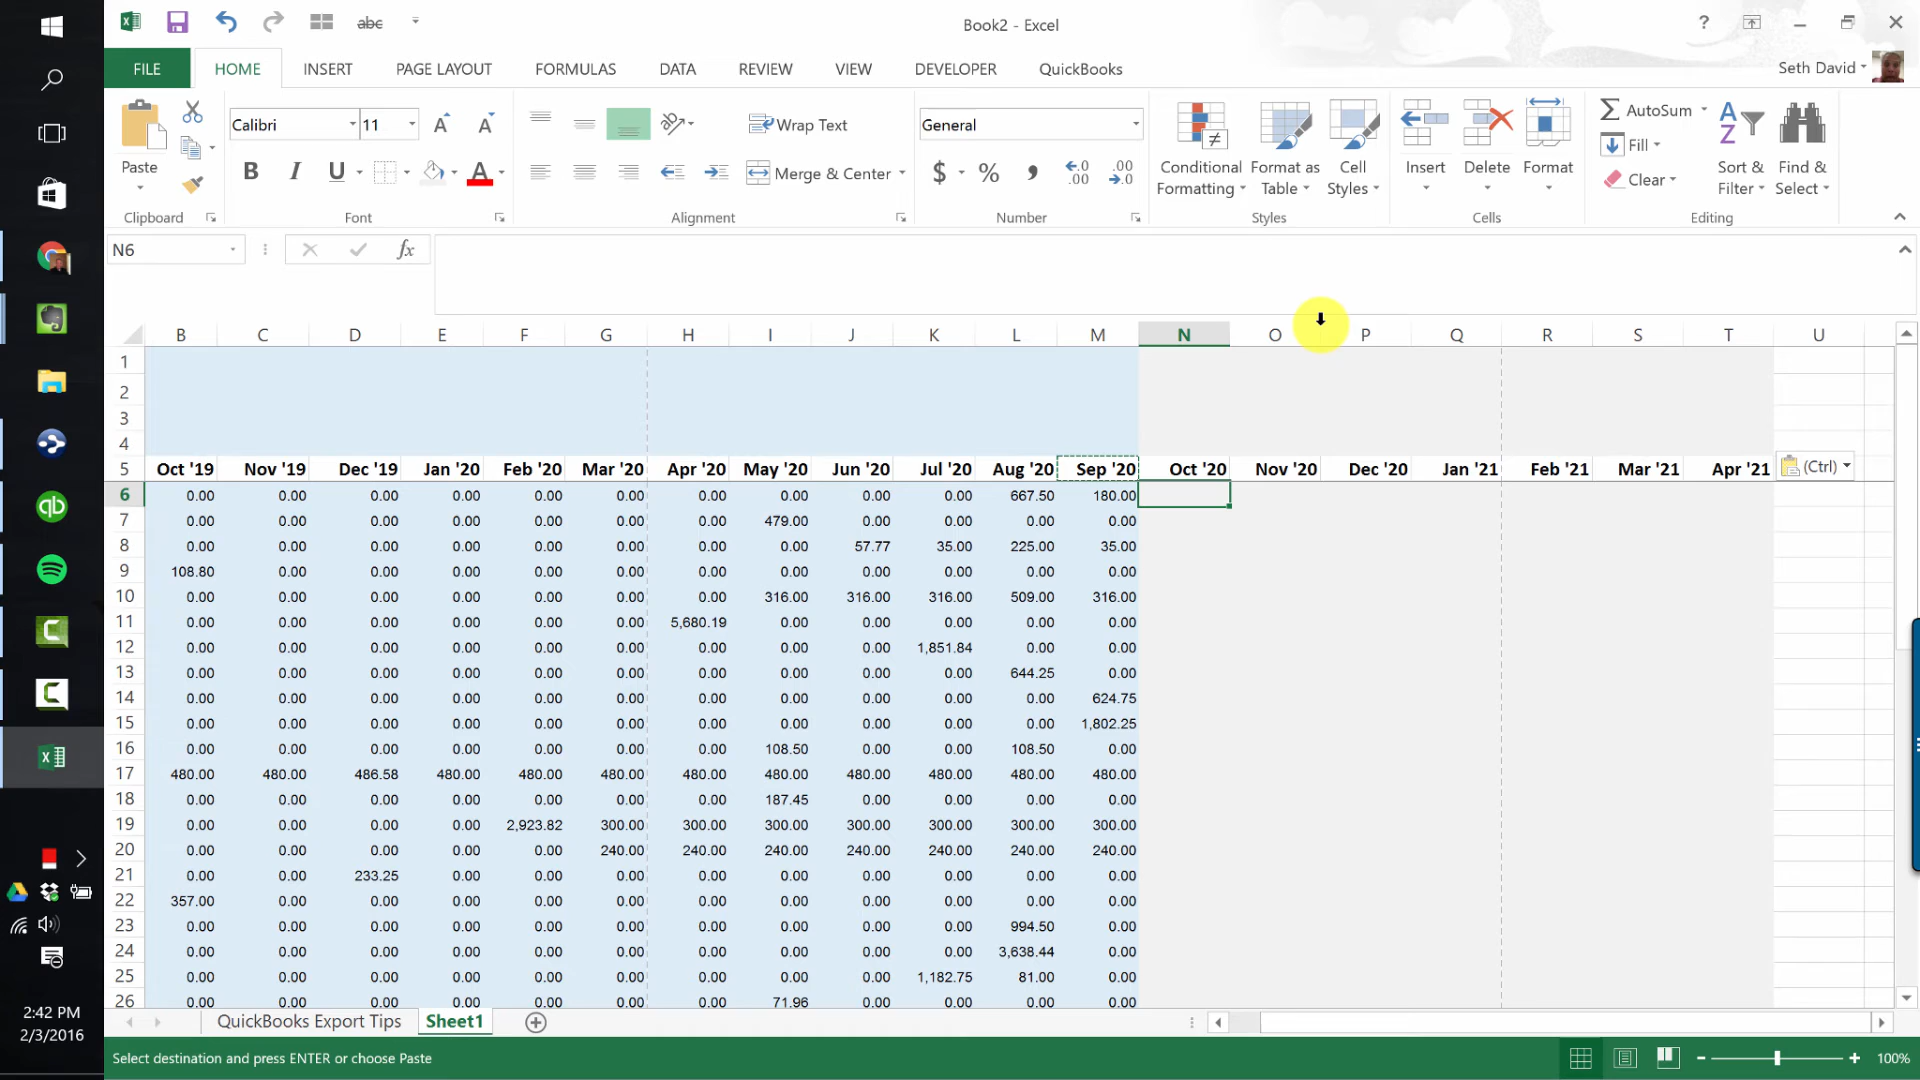 abc
Book2 - Excel
?
Seth David
FILE HOME INSERT PAGE LAYOUT FORMULAS DATA REVIEW VIEW DEVELOPER QuickBooks
Paste
Calibri 11 A A
B I U A
Wrap Text
Merge & Center
General
$ % , .0 .00 .00 .0
Conditional Formatting
Format as Table
Cell Styles
Insert Delete Format
AutoSum
Fill
Clear
Sort & Filter
Find & Select
Clipboard Font Alignment Number Styles Cells Editing
N6 fx
B C D E F G H I J K L M N O P Q R S T U
1
2
3
4
5 Oct '19 Nov '19 Dec '19 Jan '20 Feb '20 Mar '20 Apr '20 May '20 Jun '20 Jul '20 Aug '20 Sep '20 Oct '20 Nov '20 Dec '20 Jan '21 Feb '21 Mar '21 Apr '21 (Ctrl)
6 0.00 0.00 0.00 0.00 0.00 0.00 0.00 0.00 0.00 0.00 667.50 180.00
7 0.00 0.00 0.00 0.00 0.00 0.00 0.00 479.00 0.00 0.00 0.00 0.00
8 0.00 0.00 0.00 0.00 0.00 0.00 0.00 0.00 57.77 35.00 225.00 35.00
9 108.80 0.00 0.00 0.00 0.00 0.00 0.00 0.00 0.00 0.00 0.00 0.00
10 0.00 0.00 0.00 0.00 0.00 0.00 0.00 316.00 316.00 316.00 509.00 316.00
11 0.00 0.00 0.00 0.00 0.00 0.00 5,680.19 0.00 0.00 0.00 0.00 0.00
12 0.00 0.00 0.00 0.00 0.00 0.00 0.00 0.00 0.00 1,851.84 0.00 0.00
13 0.00 0.00 0.00 0.00 0.00 0.00 0.00 0.00 0.00 0.00 644.25 0.00
14 0.00 0.00 0.00 0.00 0.00 0.00 0.00 0.00 0.00 0.00 0.00 624.75
15 0.00 0.00 0.00 0.00 0.00 0.00 0.00 0.00 0.00 0.00 0.00 1,802.25
16 0.00 0.00 0.00 0.00 0.00 0.00 0.00 108.50 0.00 0.00 108.50 0.00
17 480.00 480.00 486.58 480.00 480.00 480.00 480.00 480.00 480.00 480.00 480.00 480.00
18 0.00 0.00 0.00 0.00 0.00 0.00 0.00 187.45 0.00 0.00 0.00 0.00
19 0.00 0.00 0.00 0.00 2,923.82 300.00 300.00 300.00 300.00 300.00 300.00 300.00
20 0.00 0.00 0.00 0.00 0.00 240.00 240.00 240.00 240.00 240.00 240.00 240.00
21 0.00 0.00 233.25 0.00 0.00 0.00 0.00 0.00 0.00 0.00 0.00 0.00
22 357.00 0.00 0.00 0.00 0.00 0.00 0.00 0.00 0.00 0.00 0.00 0.00
23 0.00 0.00 0.00 0.00 0.00 0.00 0.00 0.00 0.00 0.00 994.50 0.00
24 0.00 0.00 0.00 0.00 0.00 0.00 0.00 0.00 0.00 0.00 3,638.44 0.00
25 0.00 0.00 0.00 0.00 0.00 0.00 0.00 0.00 0.00 1,182.75 81.00 0.00
26 0.00 0.00 0.00 0.00 0.00 0.00 0.00 71.96 0.00 0.00 0.00 0.00
QuickBooks Export Tips Sheet1
Select destination and press ENTER or choose Paste
100%
2:42 PM
2/3/2016